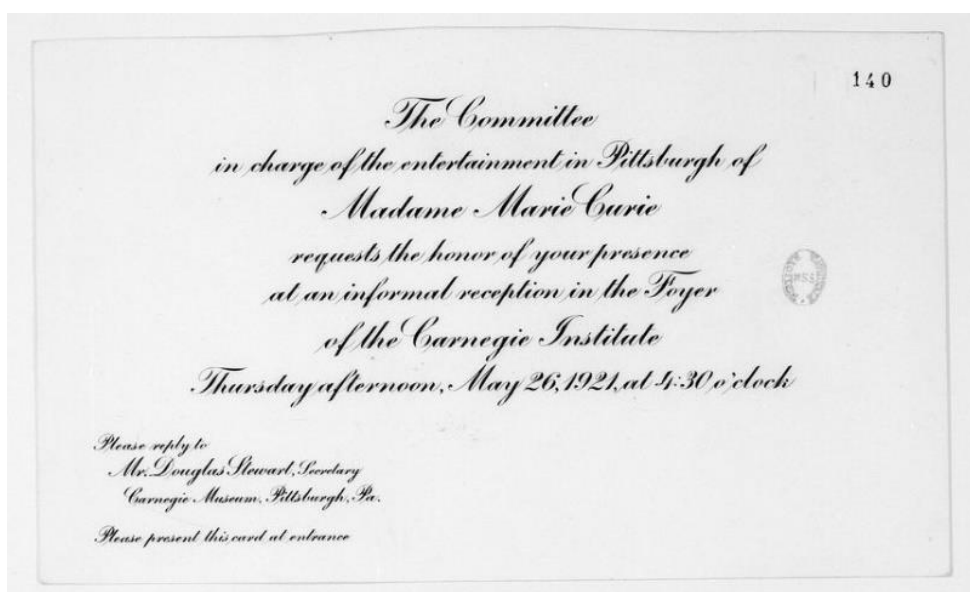 140
The Committee
in charge of the entertainment in Pittsburgh of
Madame Marie Curie
requests the honor of your presence
at an informal reception in the Foyer
of the Carnegie Institute
Thursday afternoon, May 26, 1921, at 4:30 o'clock
MSS
Please reply to
Mr. Douglas Stewart, Secretary
Carnegie Museum, Pittsburgh, Pa.
Please present this card at entrance